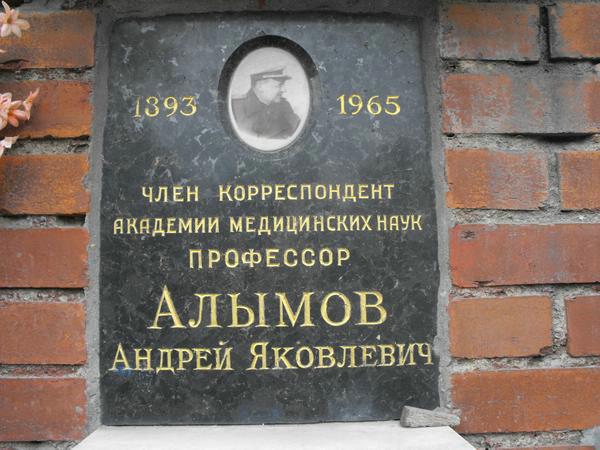 1893 1965
ЧЛЕН КОРРЕСПОНДЕНТ
АКАДЕМИИ МЕДИЦИНСКИХ НАУК
ПРОФЕССОР
АЛЫМОВ
АНДРЕЙ ЯКОВЛЕВИЧ